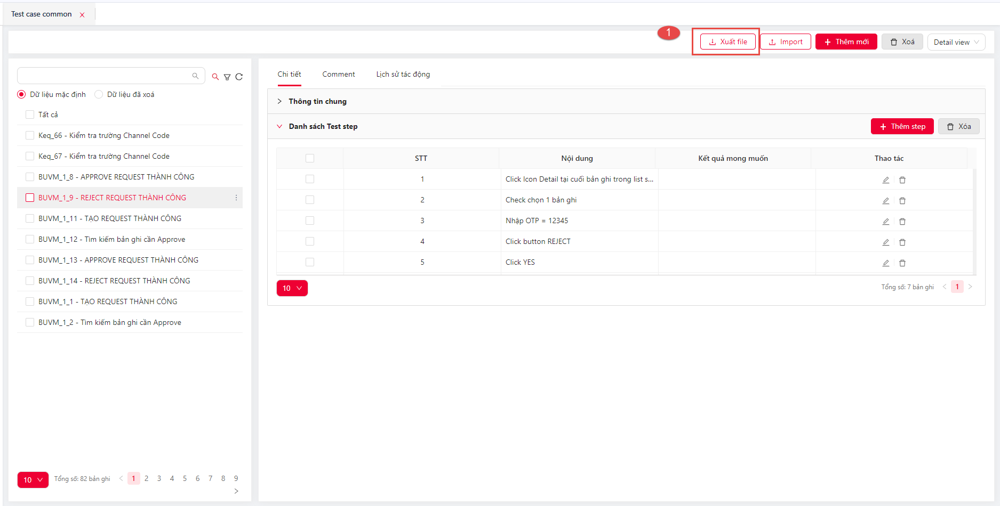 Test case common
1
Xuất file
Import
Thêm mới
Xoá
Detail view
Dữ liệu mặc định
Dữ liệu đã xoá
Tất cả
Keq_66 - Kiểm tra trường Channel Code
Keq_67 - Kiểm tra trường Channel Code
BUVM_1_8 - APPROVE REQUEST THÀNH CÔNG
BUVM_1_9 - REJECT REQUEST THÀNH CÔNG
BUVM_1_11 - TẠO REQUEST THÀNH CÔNG
BUVM_1_12 - Tìm kiếm bản ghi cần Approve
BUVM_1_13 - APPROVE REQUEST THÀNH CÔNG
BUVM_1_14 - REJECT REQUEST THÀNH CÔNG
BUVM_1_1 - TẠO REQUEST THÀNH CÔNG
BUVM_1_2 - Tìm kiếm bản ghi cần Approve
10 Tổng số: 82 bản ghi < 1 2 3 4 5 6 7 8 9
>
Chi tiết Comment Lịch sử tác động
Thông tin chung
Danh sách Test step
Thêm step
Xóa
STT Nội dung Kết quả mong muốn Thao tác
1 Click Icon Detail tại cuối bản ghi trong list s...
2 Check chọn 1 bản ghi
3 Nhập OTP = 12345
4 Click button REJECT
5 Click YES
10 Tổng số: 7 bản ghi < 1 >